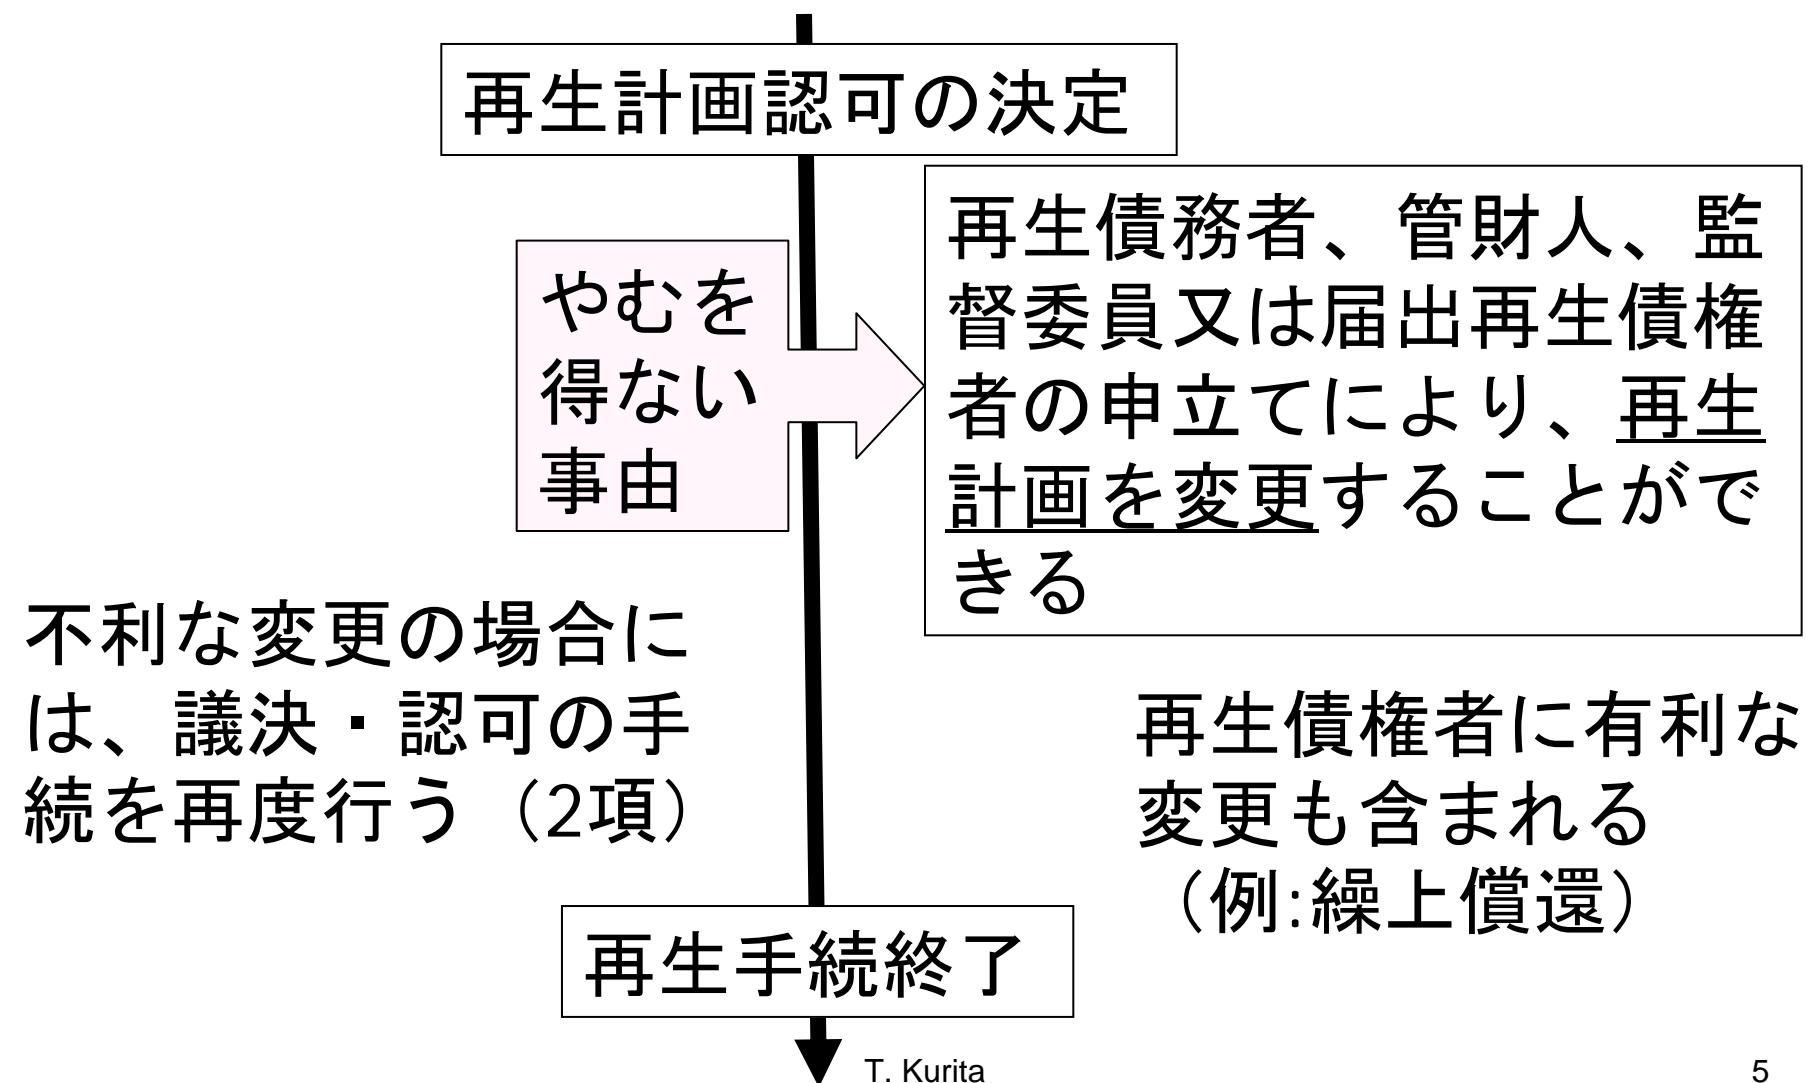 再生計画認可の決定
やむを
得ない
事由
再生債務者、管財人、監
督委員又は届出再生債権
者の申立てにより、再生
計画を変更することがで
きる
不利な変更の場合に
は、議決・認可の手
続を再度行う（2項）
再生債権者に有利な
変更も含まれる
（例:繰上償還）
再生手続終了
T. Kurita
5